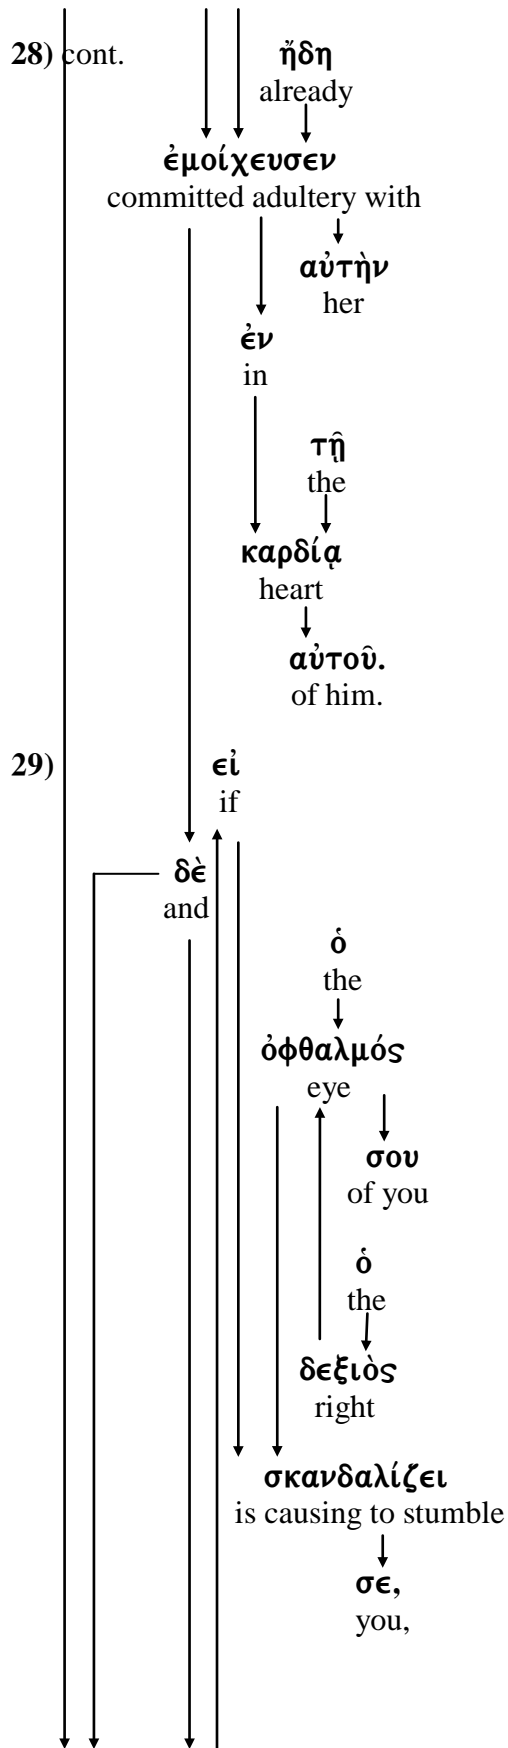 28) cont.
ἤδη
already
ἐμοίχευσεν
committed adultery with
αὐτὴν
her
ἐν
in
τῇ
the
καρδίᾳ
heart
αὐτοῦ.
of him.
29)
εἰ
if
δὲ
and
ὁ
the
ὀφθαλμός
eye
σου
of you
ὁ
the
δεξιὸς
right
σκανδαλίζει
is causing to stumble
σε,
you,